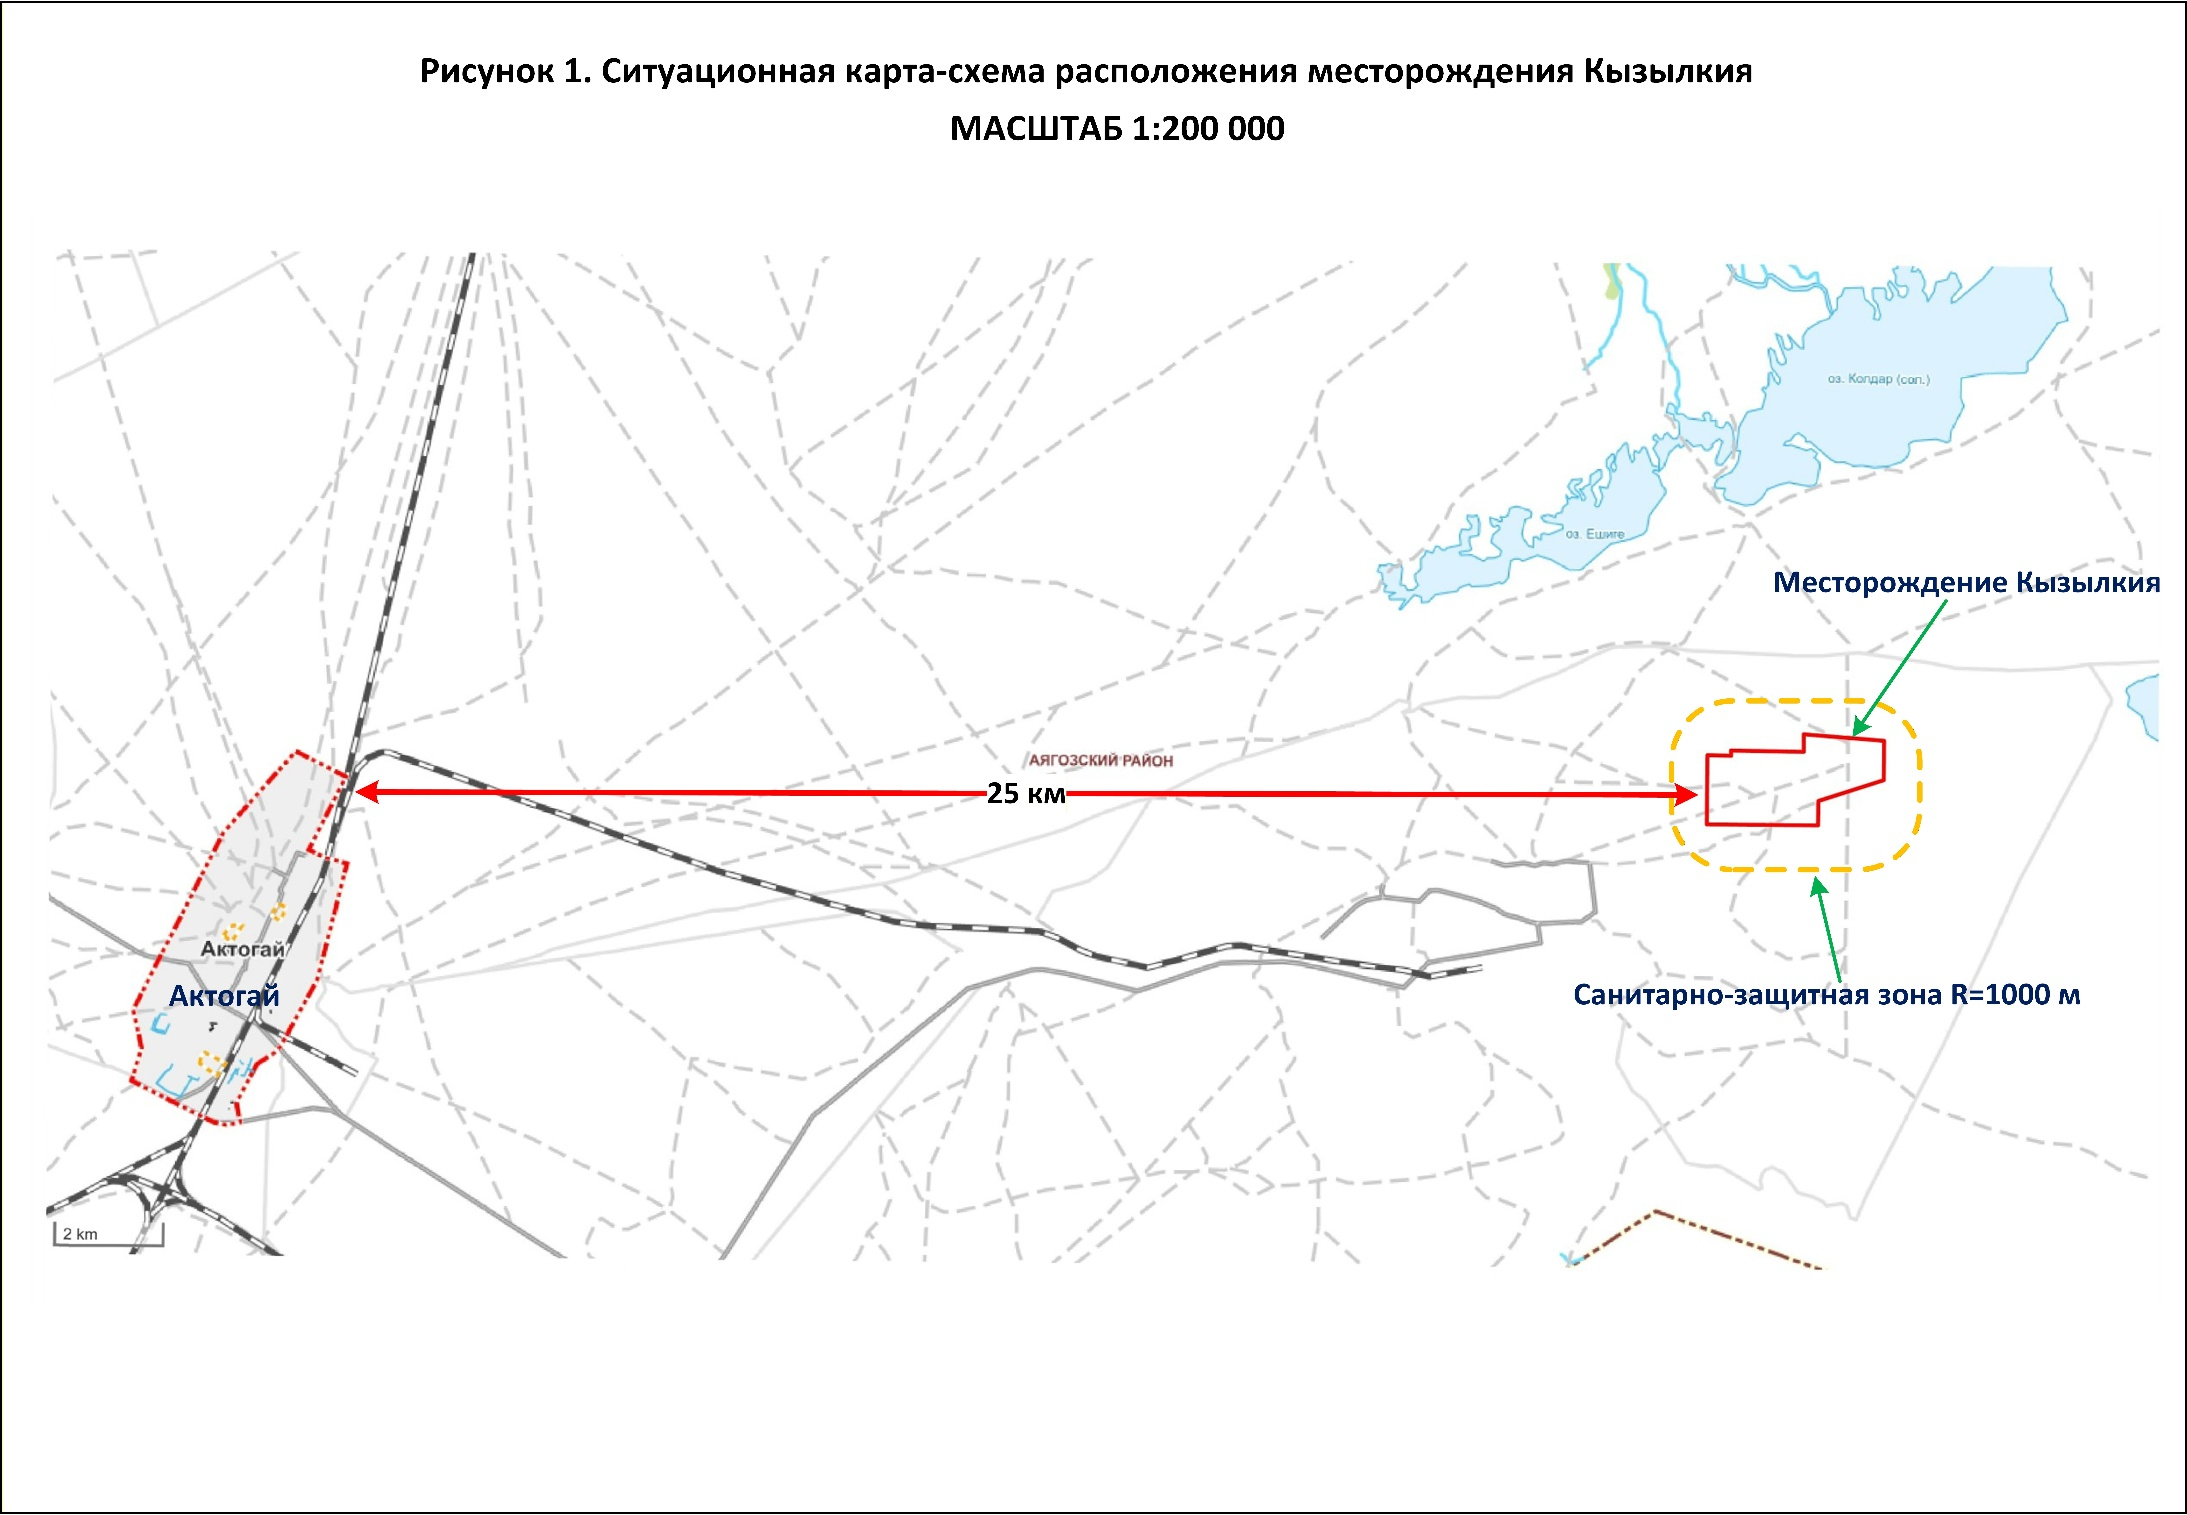 Рисунок 1. Ситуационная карта-схема расположения месторождения Кызылкия
МАСШТАБ 1:200 000
оз. Колдар (сол.)
оз. Ешиге
Месторождение Кызылкия
АЯГОЗСКИЙ РАЙОН
25 км
Актогай
Актогай
Санитарно-защитная зона R=1000 м
2 km